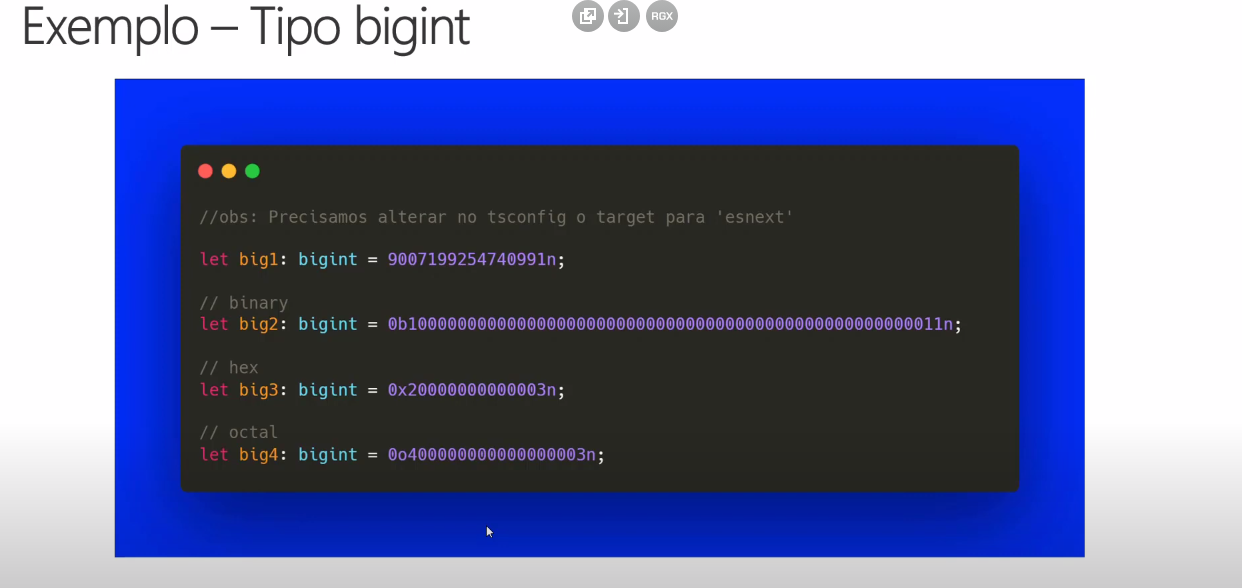 Exemplo – Tipo bigint
RGX
//obs: Precisamos alterar no tsconfig o target para 'esnext'
let big1: bigint = 9007199254740991n;
// binary
let big2: bigint = 0b100000000000000000000000000000000000000000000000000011n;
// hex
let big3: bigint = 0x20000000000003n;
// octal
let big4: bigint = 0o400000000000000003n;